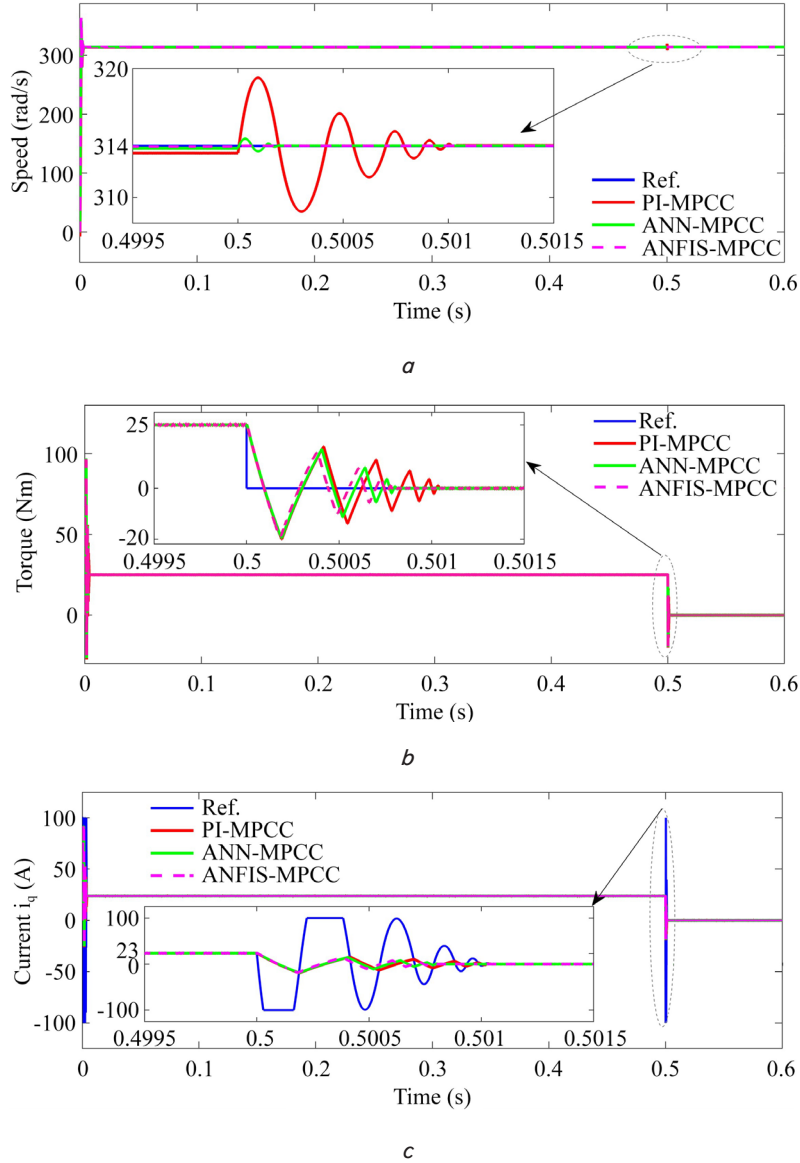 Speed (rad/s)
300
200
100
0
320
314
310
0.4995 0.5 0.5005 0.501 0.5015
Ref.
PI-MPCC
ANN-MPCC
ANFIS-MPCC
0 0.1 0.2 0.3 0.4 0.5 0.6
Time (s)
a
Torque (Nm)
100
50
0
25
0
-20
0.4995 0.5 0.5005 0.501 0.5015
Ref.
PI-MPCC
ANN-MPCC
ANFIS-MPCC
0 0.1 0.2 0.3 0.4 0.5 0.6
Time (s)
b
Current iq (A)
100
50
0
-50
-100
Ref.
PI-MPCC
ANN-MPCC
ANFIS-MPCC
100
23
0
-100
0.4995 0.5 0.5005 0.501 0.5015
0 0.1 0.2 0.3 0.4 0.5 0.6
Time (s)
c